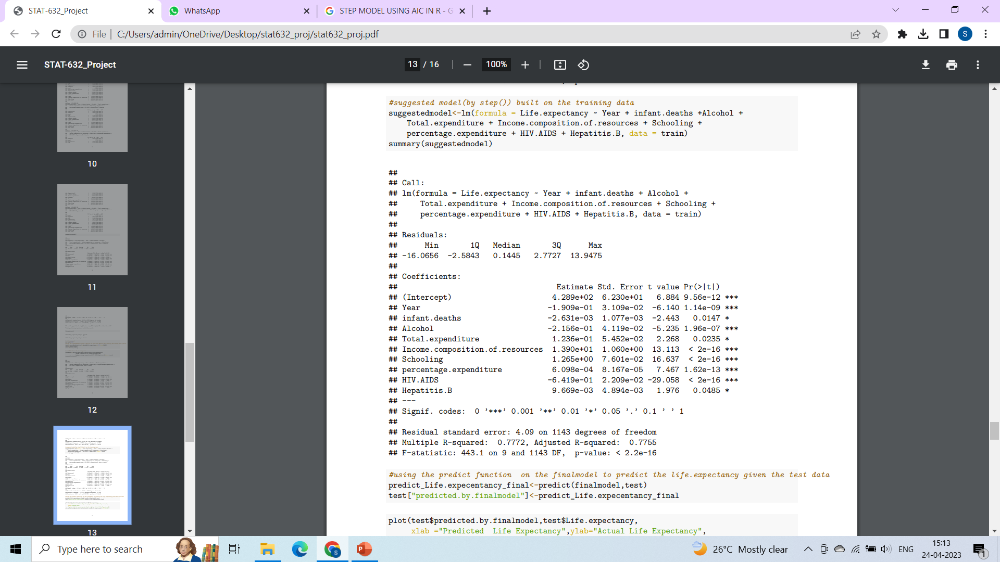 STAT-632_Project
WhatsApp
STEP MODEL USING AIC IN R - G
File
C:/Users/admin/OneDrive/Desktop/stat632_proj/stat632_proj.pdf
S
STAT-632_Project
13 / 16
100%
10
11
12
13
#suggested model(by step()) built on the training data
suggestedmodel<-lm(formula = Life.expectancy ~ Year + infant.deaths +Alcohol +
    Total.expenditure + Income.composition.of.resources + Schooling +
    percentage.expenditure + HIV.AIDS + Hepatitis.B, data = train)
summary(suggestedmodel)
##
## Call:
## lm(formula = Life.expectancy ~ Year + infant.deaths + Alcohol +
##     Total.expenditure + Income.composition.of.resources + Schooling +
##     percentage.expenditure + HIV.AIDS + Hepatitis.B, data = train)
##
## Residuals:
##      Min       1Q   Median       3Q      Max
## -16.0656  -2.5843   0.1445   2.7727  13.9475
##
## Coefficients:
##                                   Estimate Std. Error t value Pr(>|t|)
## (Intercept)                      4.289e+02  6.230e+01   6.884 9.56e-12 ***
## Year                            -1.909e-01  3.109e-02  -6.140 1.14e-09 ***
## infant.deaths                   -2.631e-03  1.077e-03  -2.443   0.0147 *
## Alcohol                         -2.156e-01  4.119e-02  -5.235 1.96e-07 ***
## Total.expenditure                1.236e-01  5.452e-02   2.268   0.0235 *
## Income.composition.of.resources  1.390e+01  1.060e+00  13.113  < 2e-16 ***
## Schooling                        1.265e+00  7.601e-02  16.637  < 2e-16 ***
## percentage.expenditure           6.098e-04  8.167e-05   7.467 1.62e-13 ***
## HIV.AIDS                        -6.419e-01  2.209e-02 -29.058  < 2e-16 ***
## Hepatitis.B                      9.669e-03  4.894e-03   1.976   0.0485 *
## ---
## Signif. codes:  0 '***' 0.001 '**' 0.01 '*' 0.05 '.' 0.1 ' ' 1
##
## Residual standard error: 4.09 on 1143 degrees of freedom
## Multiple R-squared:  0.7772, Adjusted R-squared:  0.7755
## F-statistic: 443.1 on 9 and 1143 DF,  p-value: < 2.2e-16
#using the predict function  on the finalmodel to predict the life.expectancy given the test data
predict_Life.expecentancy_final<-predict(finalmodel,test)
test["predicted.by.finalmodel"]<-predict_Life.expecentancy_final
plot(test$predicted.by.finalmodel,test$Life.expectancy,
     xlab ="Predicted  Life Expectancy",ylab="Actual Life Expectancy",
Type here to search
26°C Mostly clear
ENG
15:13
24-04-2023
1